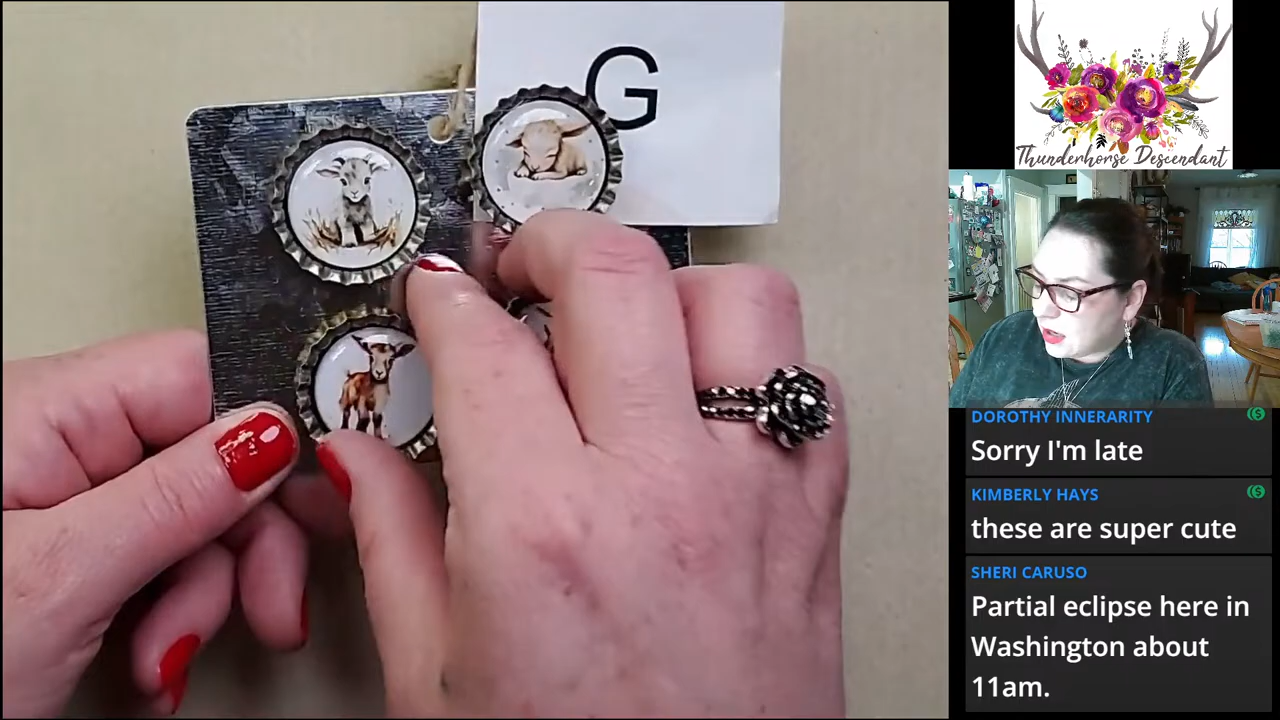 G
Thunderhorse Descendant
DOROTHY INNERARITY
Sorry I'm late
KIMBERLY HAYS
these are super cute
SHERI CARUSO
Partial eclipse here in
Washington about
11am.